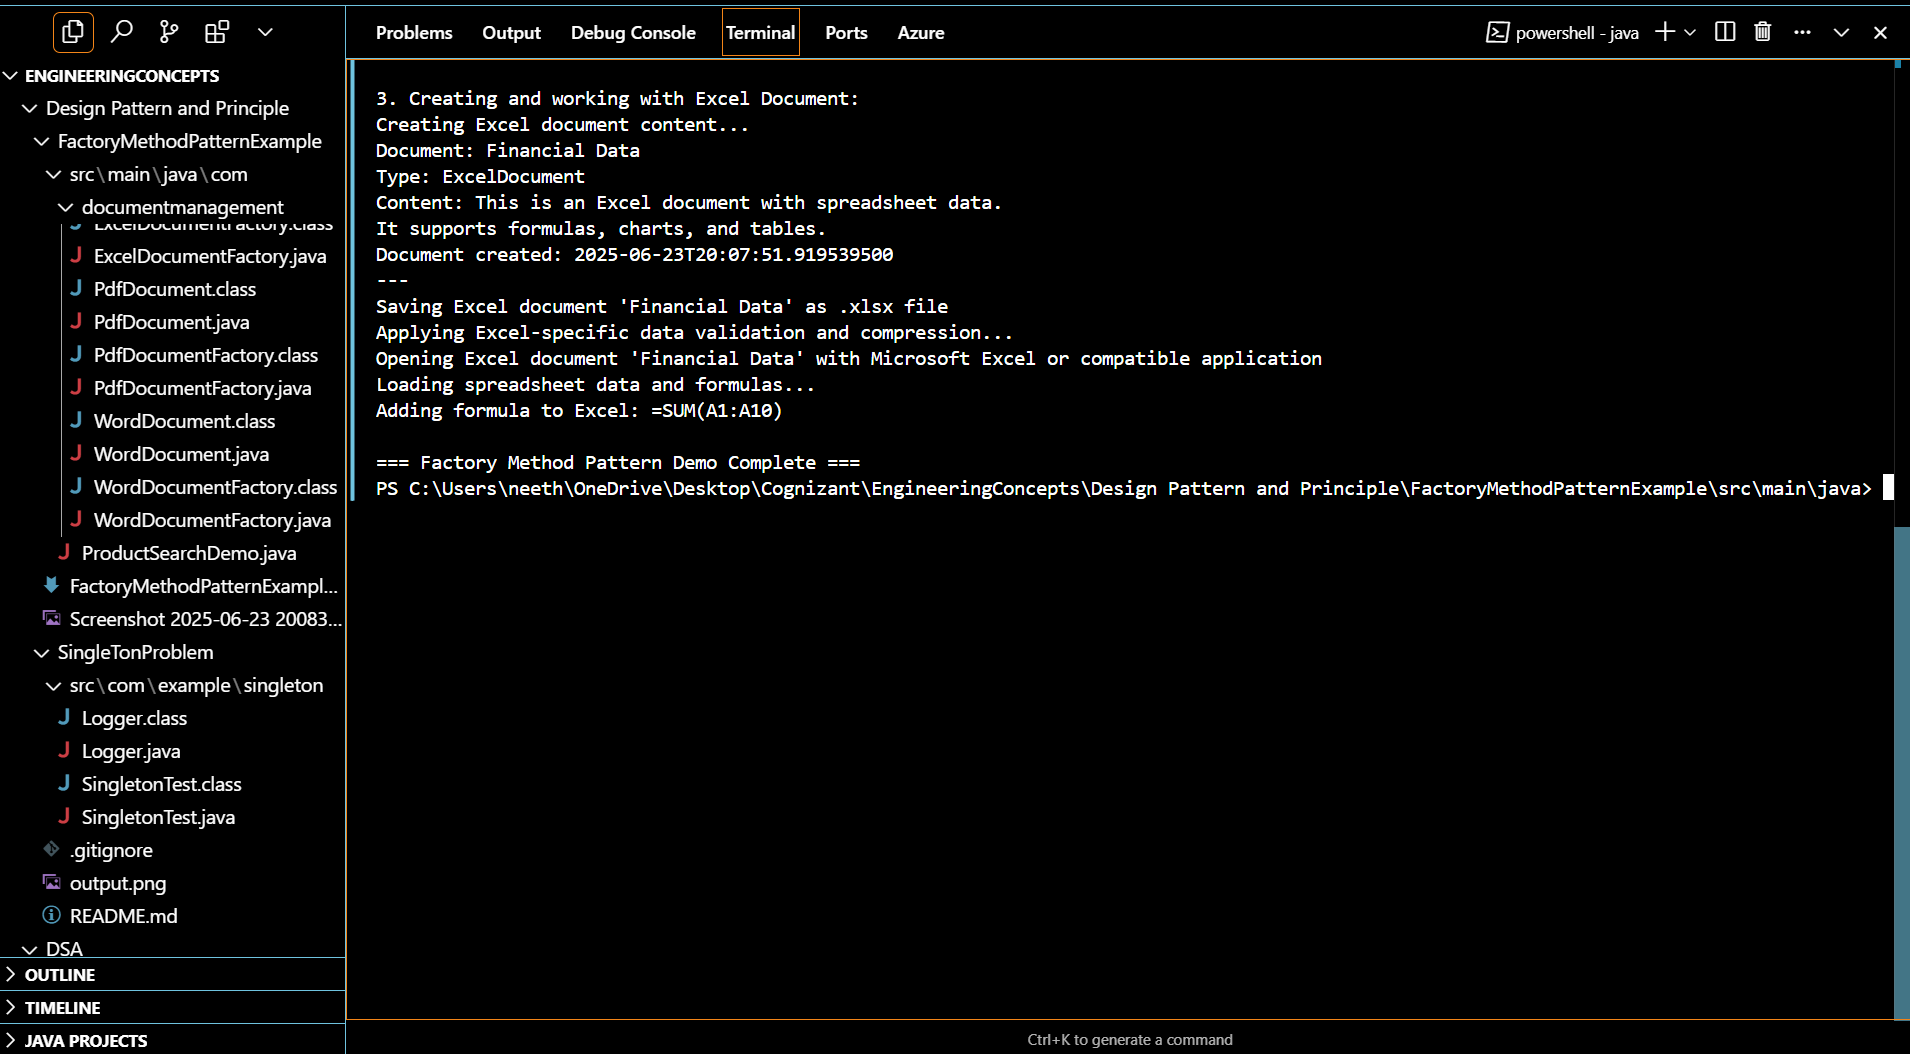 Problems Output Debug Console Terminal Ports Azure powershell - java
ENGINEERINGCONCEPTS
Design Pattern and Principle
FactoryMethodPatternExample
src\main\java\com
documentmanagement
ExcelDocumentFactory.class
ExcelDocumentFactory.java
PdfDocument.class
PdfDocument.java
PdfDocumentFactory.class
PdfDocumentFactory.java
WordDocument.class
WordDocument.java
WordDocumentFactory.class
WordDocumentFactory.java
ProductSearchDemo.java
FactoryMethodPatternExampl...
Screenshot 2025-06-23 20083...
SingleTonProblem
src\com\example\singleton
Logger.class
Logger.java
SingletonTest.class
SingletonTest.java
.gitignore
output.png
README.md
DSA
OUTLINE
TIMELINE
JAVA PROJECTS
3. Creating and working with Excel Document:
Creating Excel document content...
Document: Financial Data
Type: ExcelDocument
Content: This is an Excel document with spreadsheet data.
It supports formulas, charts, and tables.
Document created: 2025-06-23T20:07:51.919539500
---
Saving Excel document 'Financial Data' as .xlsx file
Applying Excel-specific data validation and compression...
Opening Excel document 'Financial Data' with Microsoft Excel or compatible application
Loading spreadsheet data and formulas...
Adding formula to Excel: =SUM(A1:A10)
=== Factory Method Pattern Demo Complete ===
PS C:\Users\neeth\OneDrive\Desktop\Cognizant\EngineeringConcepts\Design Pattern and Principle\FactoryMethodPatternExample\src\main\java>
Ctrl+K to generate a command